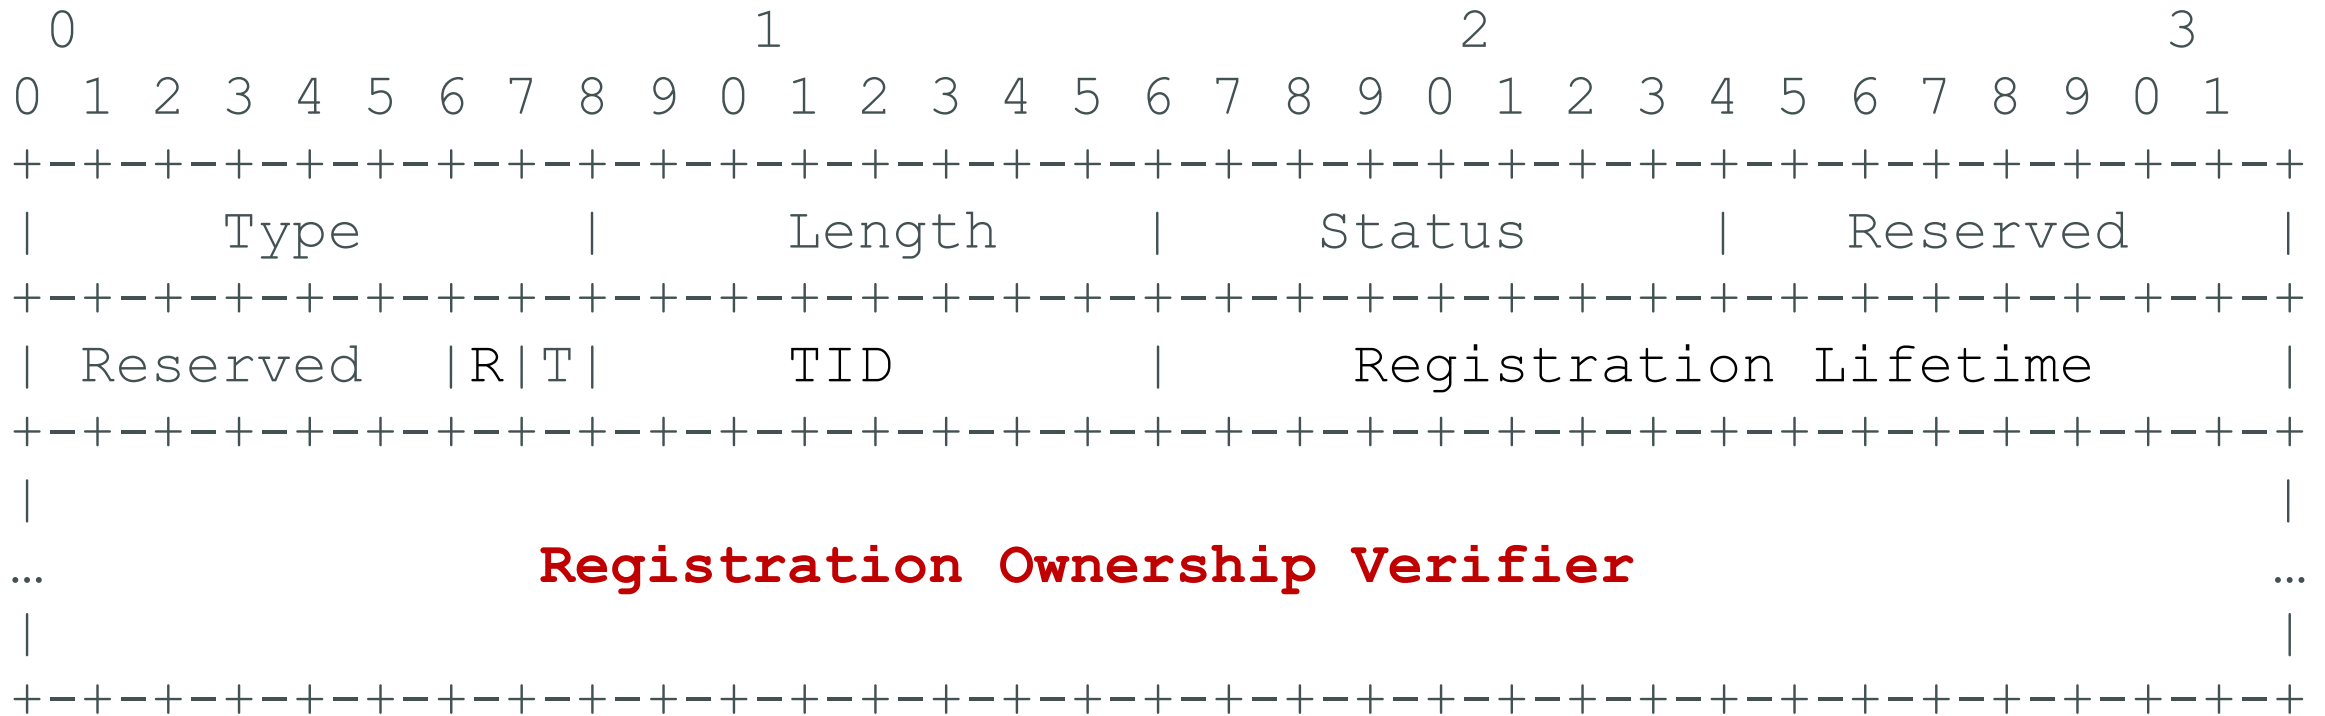 0 1 2 3
0 1 2 3 4 5 6 7 8 9 0 1 2 3 4 5 6 7 8 9 0 1 2 3 4 5 6 7 8 9 0 1
+-+-+-+-+-+-+-+-+-+-+-+-+-+-+-+-+-+-+-+-+-+-+-+-+-+-+-+-+-+-+-+-+
| Type | Length | Status | Reserved |
+-+-+-+-+-+-+-+-+-+-+-+-+-+-+-+-+-+-+-+-+-+-+-+-+-+-+-+-+-+-+-+-+
| Reserved |R|T| TID | Registration Lifetime |
+-+-+-+-+-+-+-+-+-+-+-+-+-+-+-+-+-+-+-+-+-+-+-+-+-+-+-+-+-+-+-+-+
| |
… Registration Ownership Verifier …
| |
+-+-+-+-+-+-+-+-+-+-+-+-+-+-+-+-+-+-+-+-+-+-+-+-+-+-+-+-+-+-+-+-+